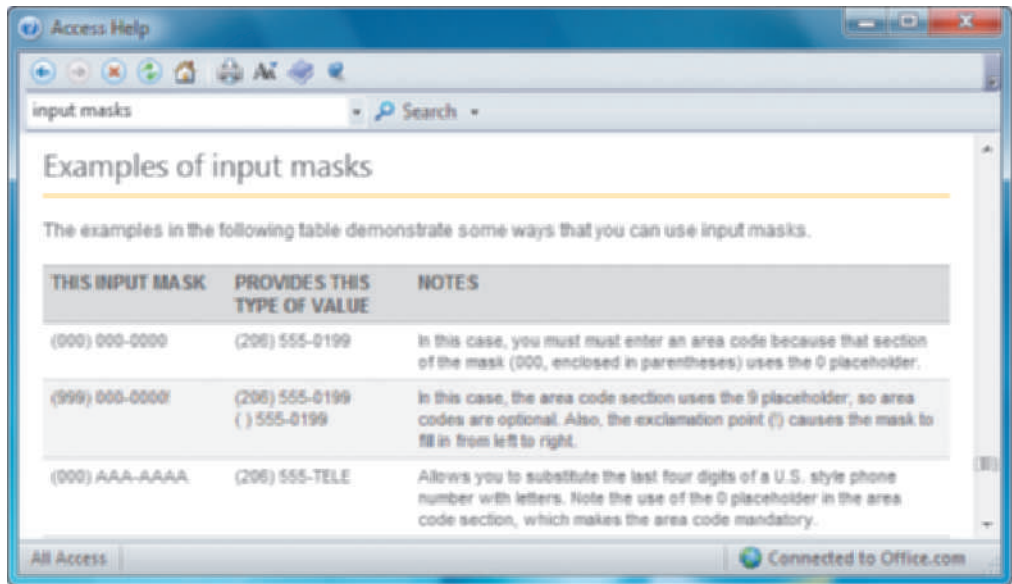 Access Help
input masks
Search
Examples of input masks
The examples in the following table demonstrate some ways that you can use input masks.
THIS INPUT MASK PROVIDES THIS TYPE OF VALUE NOTES
(000) 000-0000 (206) 555-0199 In this case, you must must enter an area code because that section
of the mask (000, enclosed in parentheses) uses the 0 placeholder.
(999) 000-0000! (206) 555-0199 In this case, the area code section uses the 9 placeholder, so area
( ) 555-0199 codes are optional. Also, the exclamation point (!) causes the mask to
fill in from left to right.
(000) AAA-AAAA (206) 555-TELE Allows you to substitute the last four digits of a U.S. style phone
number with letters. Note the use of the 0 placeholder in the area
code section, which makes the area code mandatory.
All Access Connected to Office.com